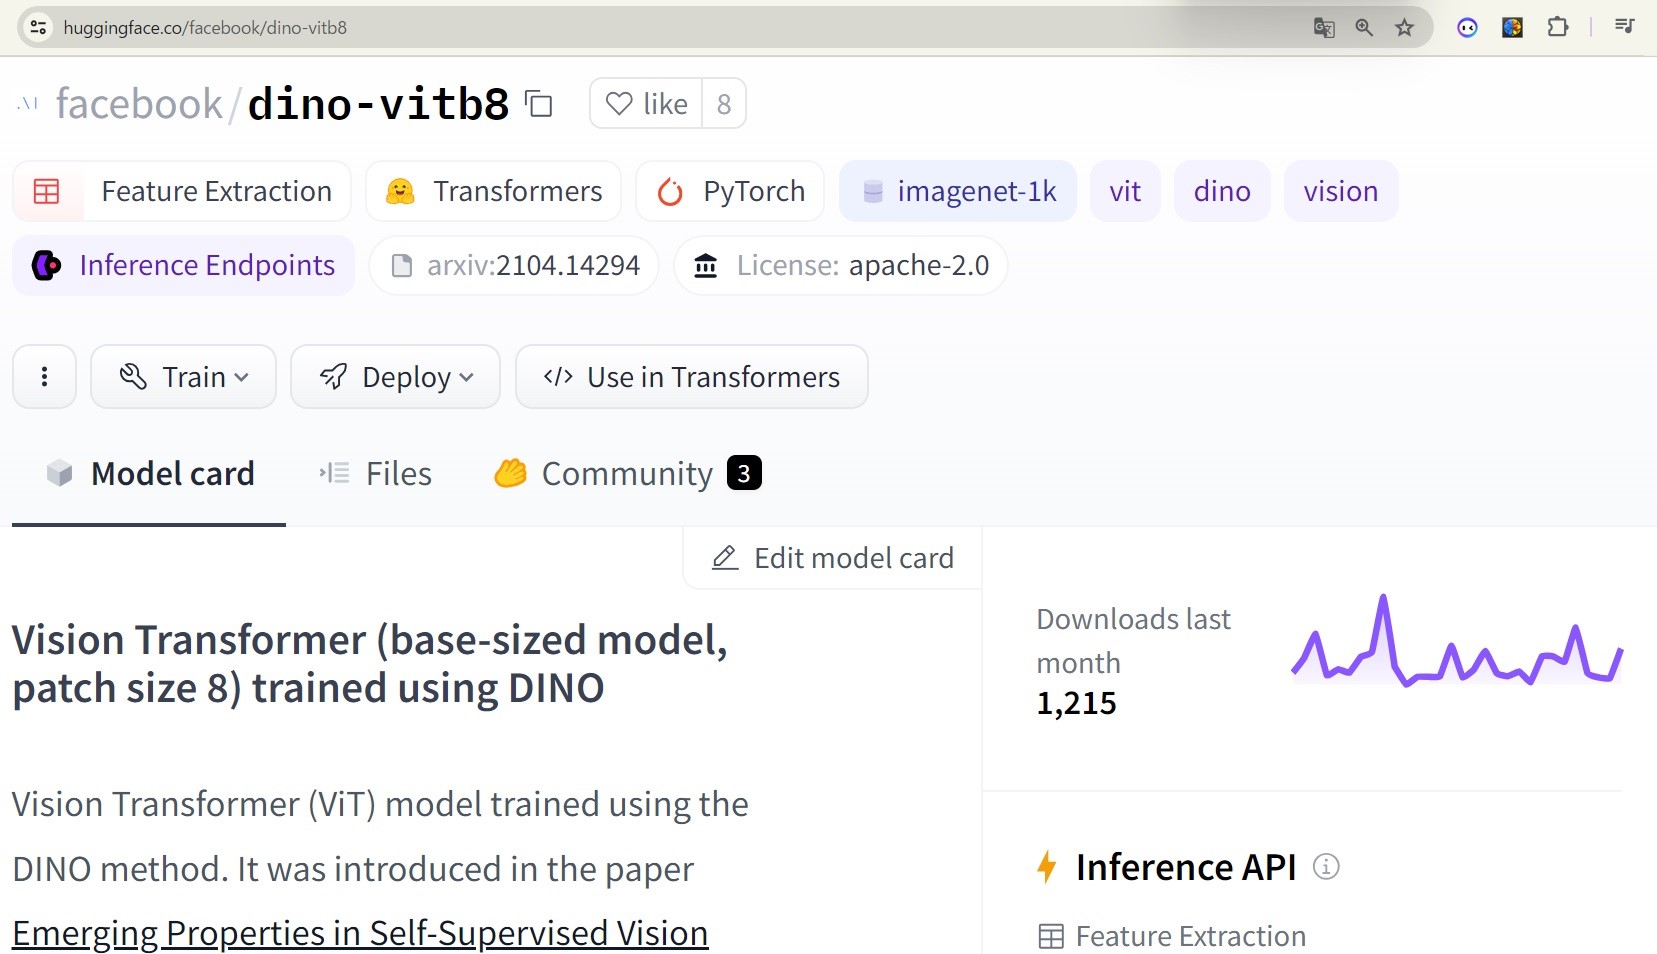 huggingface.co/facebook/dino-vitb8
facebook/dino-vitb8
like 8
Feature Extraction Transformers PyTorch imagenet-1k vit dino vision
Inference Endpoints arxiv:2104.14294 License: apache-2.0
Train Deploy </> Use in Transformers
Model card Files Community 3
Edit model card
Vision Transformer (base-sized model,
patch size 8) trained using DINO
Vision Transformer (ViT) model trained using the
DINO method. It was introduced in the paper
Emerging Properties in Self-Supervised Vision
Downloads last
month
1,215
Inference API
Feature Extraction